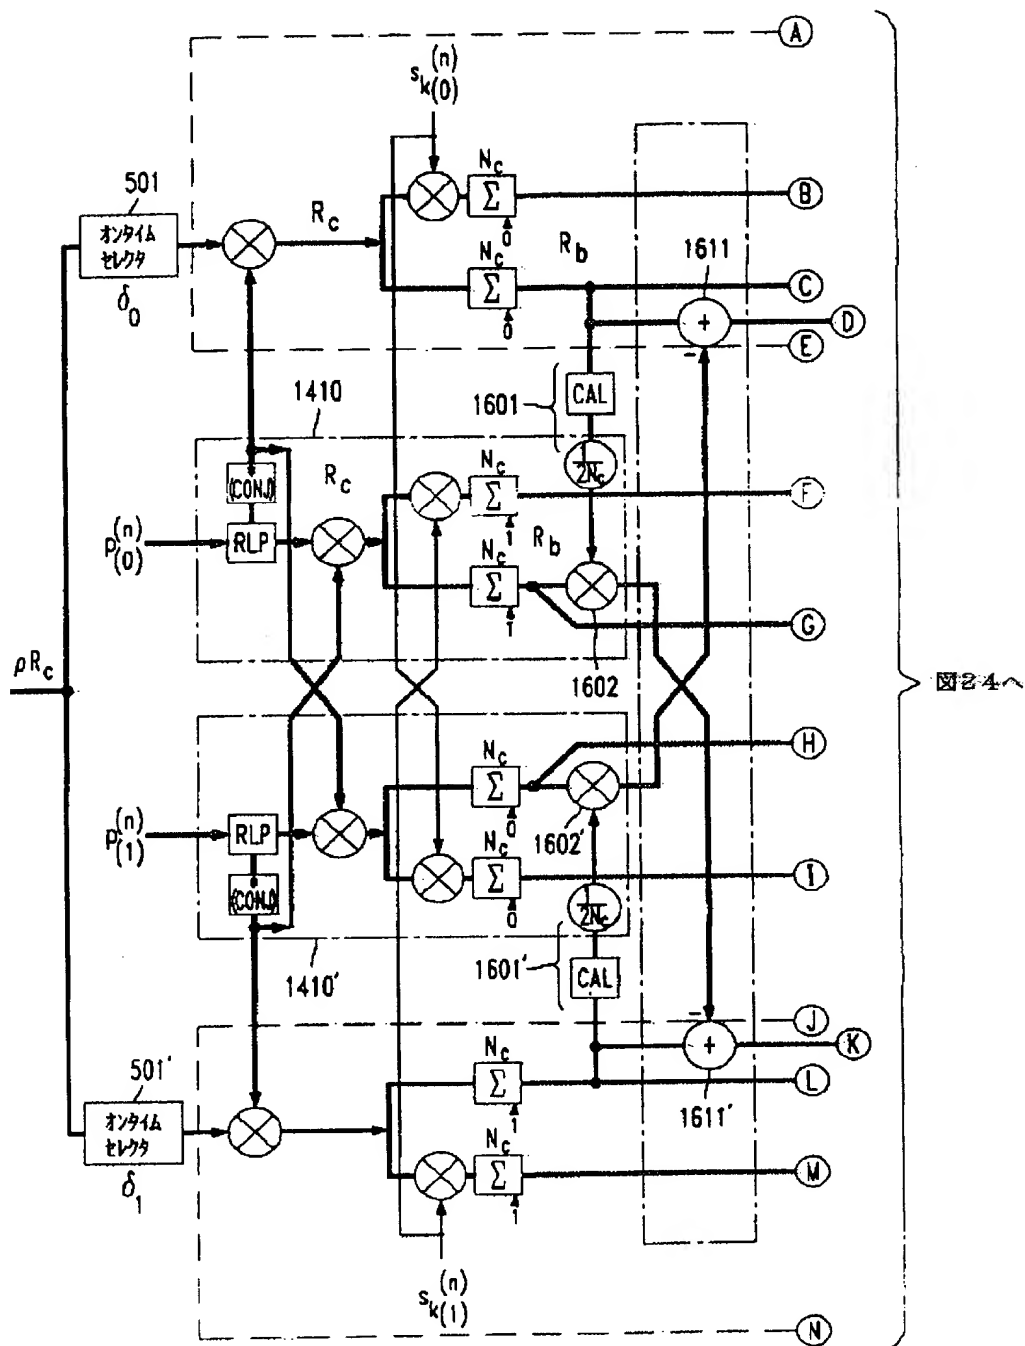 A
s_{k(0)}^{(n)}
N_c
501
R_c
Σ
0
B
オンタイム
セレクタ
δ_0
N_c
R_b
1611
Σ
0
C
+
D
-
E
1410
1601
CAL
1/2N_c
(CONJ)
R_c
N_c
Σ
1
F
p_{(0)}^{(n)}
RLP
N_c
R_b
Σ
1
G
1602
ρR_c
図24へ
N_c
H
Σ
0
p_{(1)}^{(n)}
RLP
1602'
N_c
Σ
0
I
(CONJ)
1/2N_c
1410'
1601'
CAL
-
J
+
K
N_c
Σ
1
L
501'
オンタイム
セレクタ
δ_1
1611'
N_c
Σ
1
M
s_{k(1)}^{(n)}
N